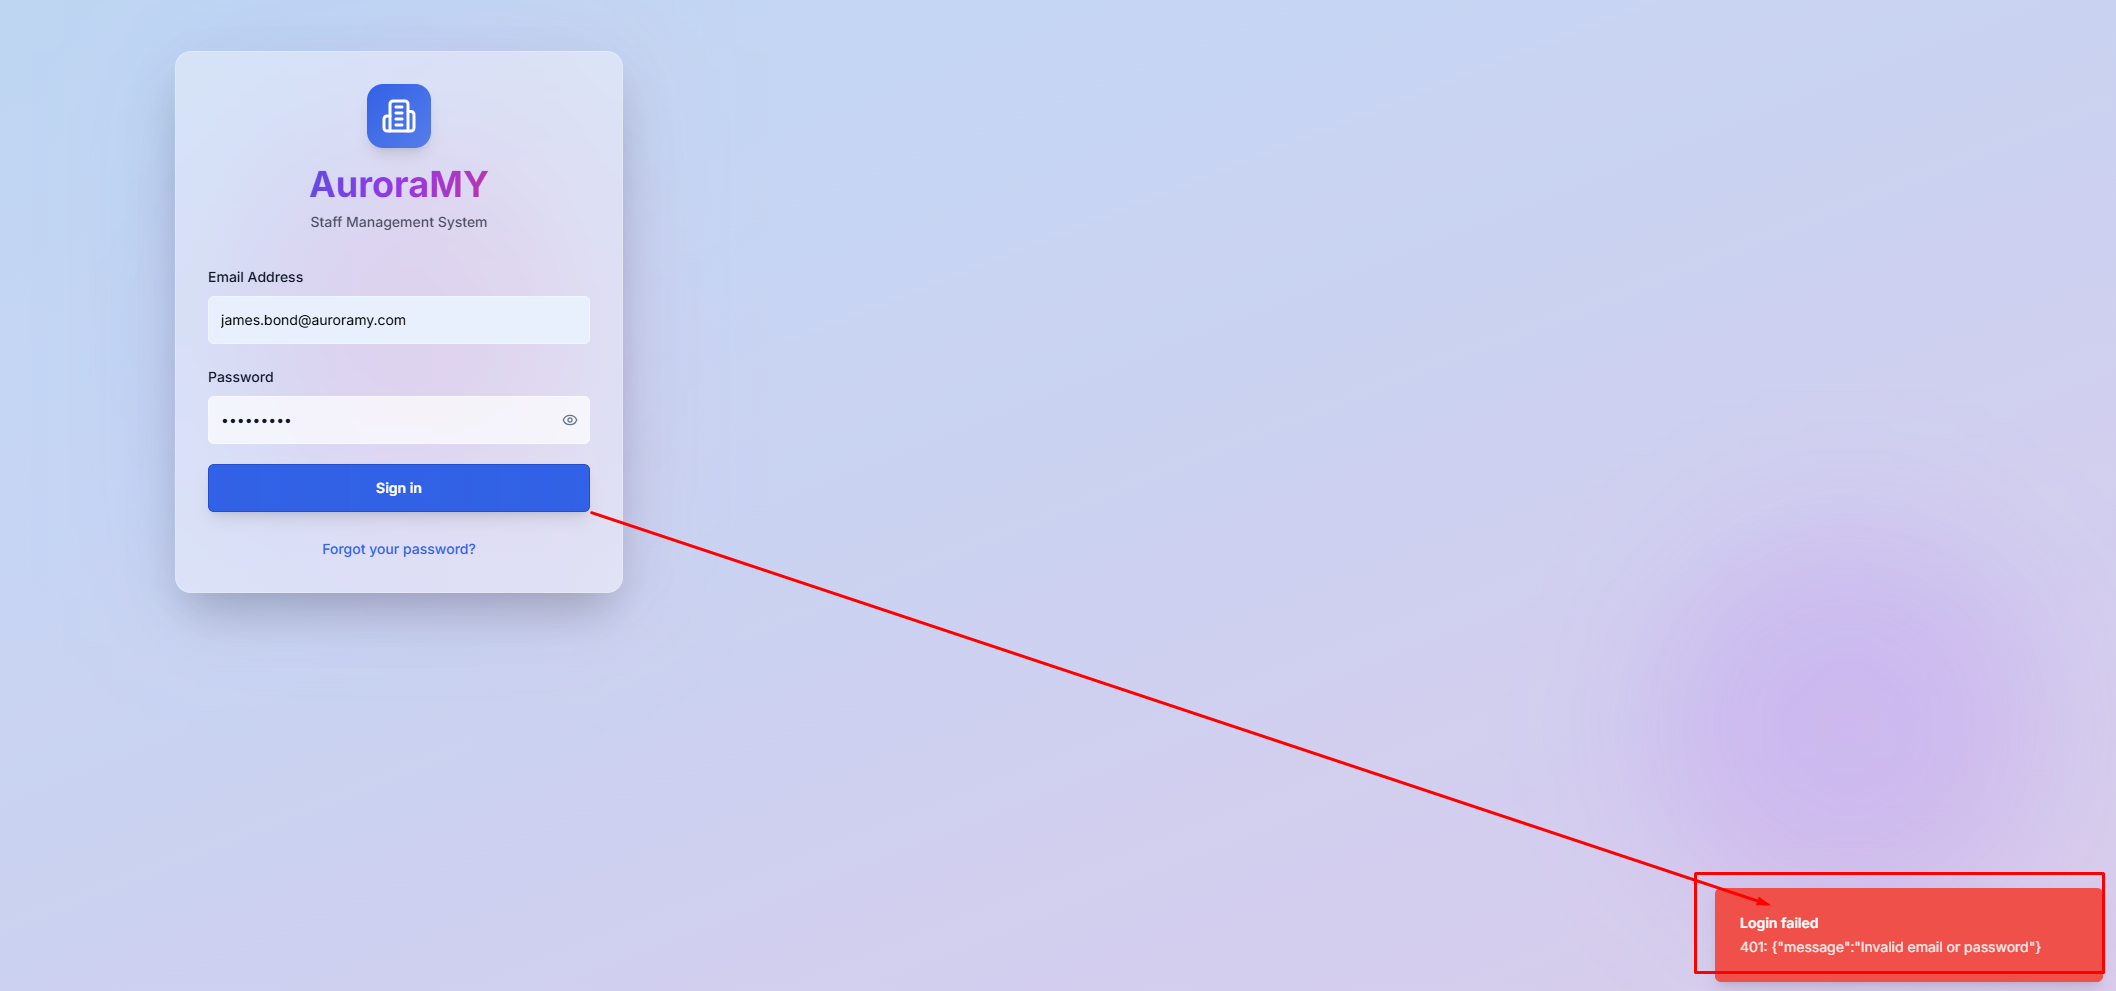 AuroraMY
Staff Management System
Email Address
james.bond@auroramy.com
Password
•••••••••
Sign in
Forgot your password?
Login failed
401: {"message":"Invalid email or password"}